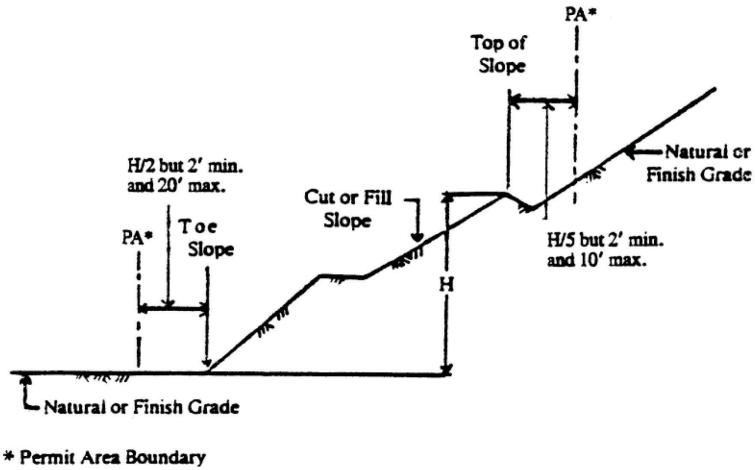 PA*
Top of
Slope
Natural or
Finish Grade
H/2 but 2' min.
and 20' max.
Cut or Fill
Slope
PA*
Toe
Slope
H/5 but 2' min.
and 10' max.
H
Natural or Finish Grade
* Permit Area Boundary